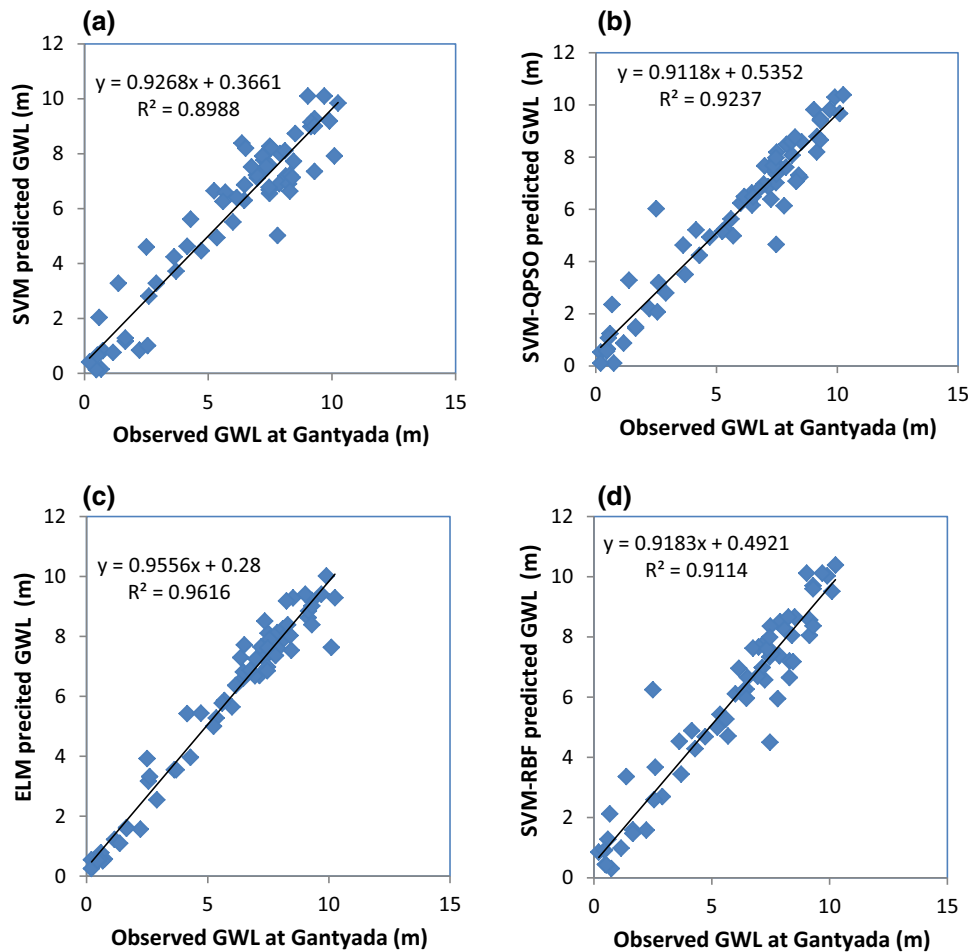 (a)
12
10
8
6
4
2
0
0 5 10 15
y = 0.9268x + 0.3661
R² = 0.8988
SVM predicted GWL (m)
Observed GWL at Gantyada (m)
(b)
12
10
8
6
4
2
0
0 5 10 15
y = 0.9118x + 0.5352
R² = 0.9237
SVM-QPSO predicted GWL (m)
Observed GWL at Gantyada (m)
(c)
12
10
8
6
4
2
0
0 5 10 15
y = 0.9556x + 0.28
R² = 0.9616
ELM precited GWL (m)
Observed GWL at Gantyada (m)
(d)
12
10
8
6
4
2
0
0 5 10 15
y = 0.9183x + 0.4921
R² = 0.9114
SVM-RBF predicted GWL (m)
Observed GWL at Gantyada (m)